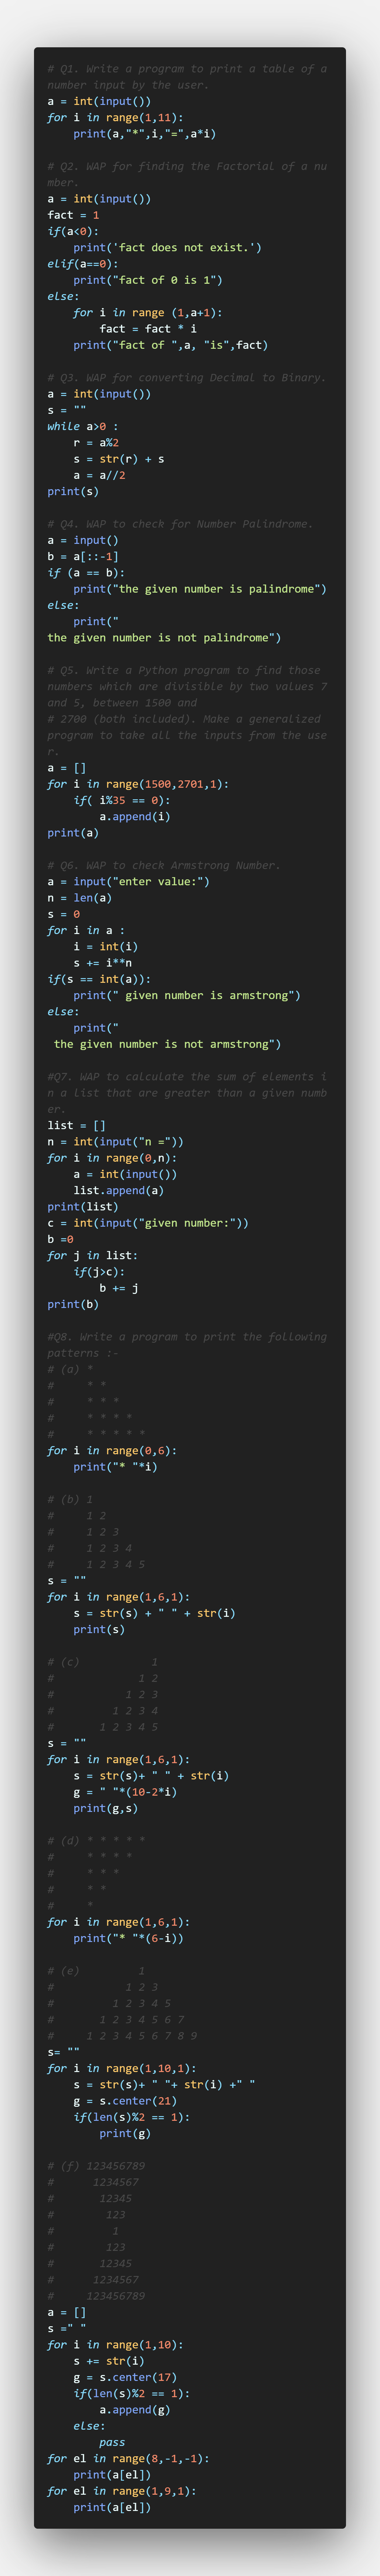 # Q1. Write a program to print a table of a
number input by the user.
a = int(input())
for i in range(1,11):
    print(a,"*",i,"=",a*i)

# Q2. WAP for finding the Factorial of a nu
mber.
a = int(input())
fact = 1
if(a<0):
    print('fact does not exist.')
elif(a==0):
    print("fact of 0 is 1")
else:
    for i in range (1,a+1):
        fact = fact * i
    print("fact of ",a, "is",fact)

# Q3. WAP for converting Decimal to Binary.
a = int(input())
s = ""
while a>0 :
    r = a%2
    s = str(r) + s
    a = a//2
print(s)

# Q4. WAP to check for Number Palindrome.
a = input()
b = a[::-1]
if (a == b):
    print("the given number is palindrome")
else:
    print("
the given number is not palindrome")

# Q5. Write a Python program to find those
numbers which are divisible by two values 7
and 5, between 1500 and
# 2700 (both included). Make a generalized
program to take all the inputs from the use
r.
a = []
for i in range(1500,2701,1):
    if( i%35 == 0):
        a.append(i)
print(a)

# Q6. WAP to check Armstrong Number.
a = input("enter value:")
n = len(a)
s = 0
for i in a :
    i = int(i)
    s += i**n
if(s == int(a)):
    print(" given number is armstrong")
else:
    print("
 the given number is not armstrong")

#Q7. WAP to calculate the sum of elements i
n a list that are greater than a given numb
er.
list = []
n = int(input("n ="))
for i in range(0,n):
    a = int(input())
    list.append(a)
print(list)
c = int(input("given number:"))
b =0
for j in list:
    if(j>c):
        b += j
print(b)

#Q8. Write a program to print the following
patterns :-
# (a) *
#     * *
#     * * *
#     * * * *
#     * * * * *
for i in range(0,6):
    print("* "*i)

# (b) 1
#     1 2
#     1 2 3
#     1 2 3 4
#     1 2 3 4 5
s = ""
for i in range(1,6,1):
    s = str(s) + " " + str(i)
    print(s)

# (c)           1
#             1 2
#           1 2 3
#         1 2 3 4
#       1 2 3 4 5
s = ""
for i in range(1,6,1):
    s = str(s)+ " " + str(i)
    g = " "*(10-2*i)
    print(g,s)

# (d) * * * * *
#     * * * *
#     * * *
#     * *
#     *
for i in range(1,6,1):
    print("* "*(6-i))

# (e)         1
#           1 2 3
#         1 2 3 4 5
#       1 2 3 4 5 6 7
#     1 2 3 4 5 6 7 8 9
s= ""
for i in range(1,10,1):
    s = str(s)+ " "+ str(i) +" "
    g = s.center(21)
    if(len(s)%2 == 1):
        print(g)

# (f) 123456789
#      1234567
#       12345
#        123
#         1
#        123
#       12345
#      1234567
#     123456789
a = []
s =" "
for i in range(1,10):
    s += str(i)
    g = s.center(17)
    if(len(s)%2 == 1):
        a.append(g)
    else:
        pass
for el in range(8,-1,-1):
    print(a[el])
for el in range(1,9,1):
    print(a[el])